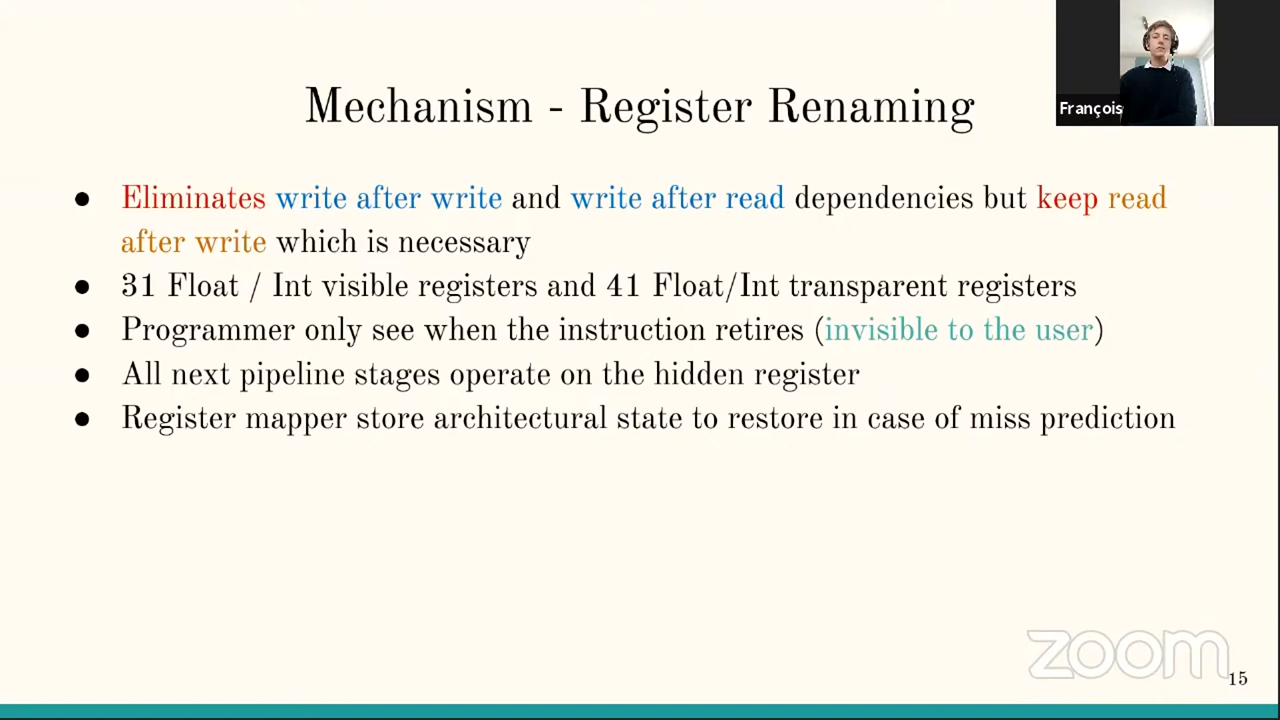 François
Mechanism - Register Renaming
● Eliminates write after write and write after read dependencies but keep read
after write which is necessary
● 31 Float / Int visible registers and 41 Float/Int transparent registers
● Programmer only see when the instruction retires (invisible to the user)
● All next pipeline stages operate on the hidden register
● Register mapper store architectural state to restore in case of miss prediction
zoom
15